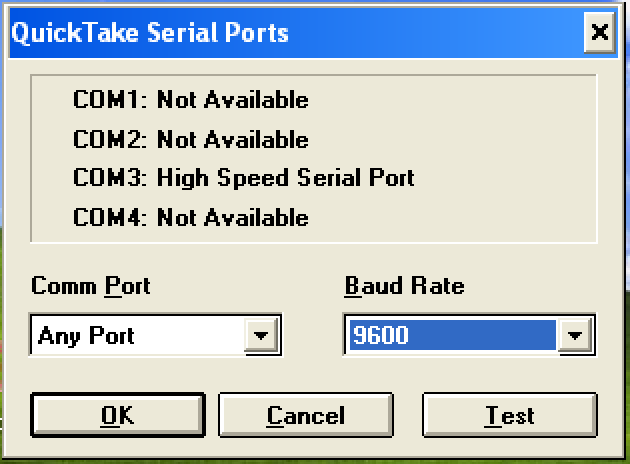 QuickTake Serial Ports
COM1: Not Available
COM2: Not Available
COM3: High Speed Serial Port
COM4: Not Available
Comm Port
Baud Rate
Any Port
9600
OK
Cancel
Test